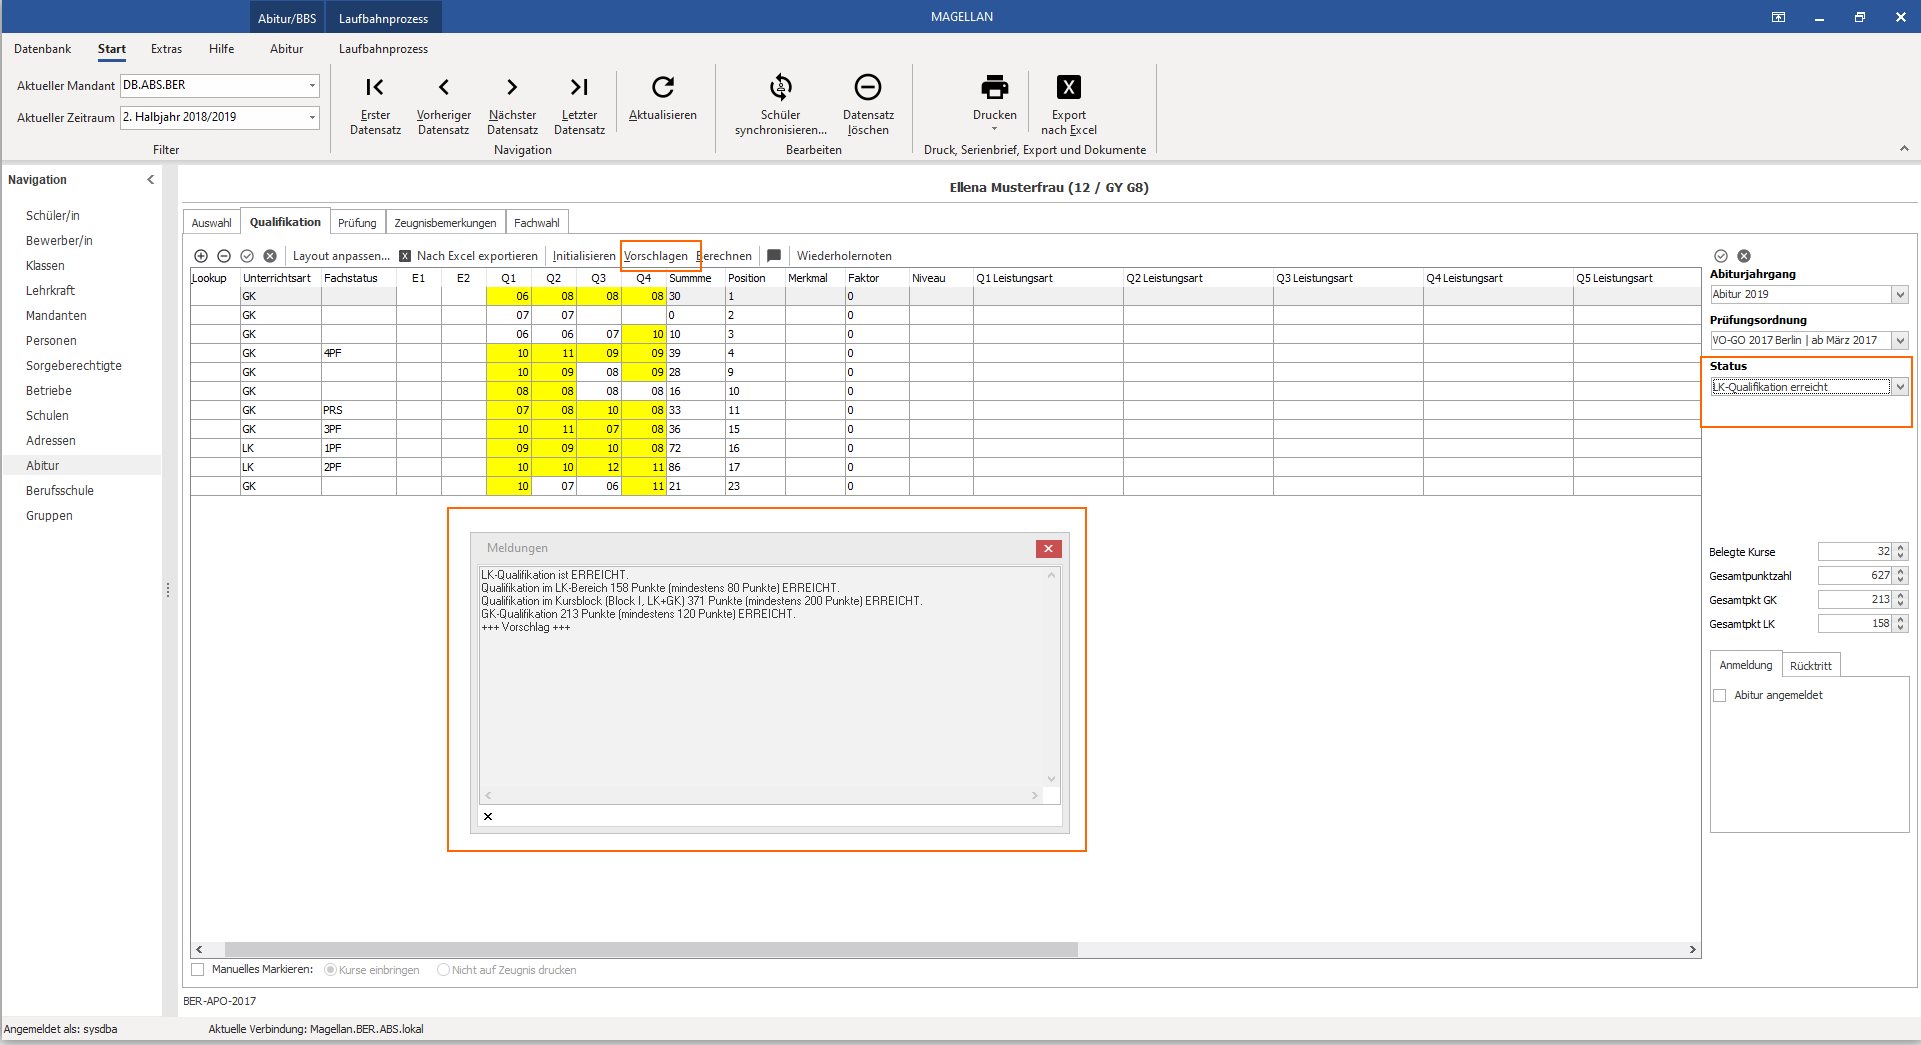 Abitur/BBS Laufbahnprozess MAGELLAN
Datenbank Start Extras Hilfe Abitur Laufbahnprozess
Aktueller Mandant DB.ABS.BER
Aktueller Zeitraum 2. Halbjahr 2018/2019
Filter
Erster Datensatz
Vorheriger Datensatz
Nächster Datensatz
Letzter Datensatz
Aktualisieren
Navigation
Schüler synchronisieren...
Datensatz löschen
Bearbeiten
Drucken
Export nach Excel
Druck, Serienbrief, Export und Dokumente
Navigation
Schüler/in
Bewerber/in
Klassen
Lehrkraft
Mandanten
Personen
Sorgeberechtigte
Betriebe
Schulen
Adressen
Abitur
Berufsschule
Gruppen
Ellena Musterfrau (12 / GY G8)
Auswahl Qualifikation Prüfung Zeugnisbemerkungen Fachwahl
Layout anpassen... X Nach Excel exportieren Initialisieren Vorschlagen Berechnen Wiederholernoten
Lookup Unterrichtsart Fachstatus E1 E2 Q1 Q2 Q3 Q4 Summme Position Merkmal Faktor Niveau Q1 Leistungsart Q2 Leistungsart Q3 Leistungsart Q4 Leistungsart Q5 Leistungsart
GK 06 08 08 08 30 1 0
GK 07 07 0 2 0
GK 06 06 07 10 10 3 0
GK 4PF 10 11 09 09 39 4 0
GK 10 09 08 09 28 9 0
GK 08 08 08 08 16 10 0
GK PRS 07 08 10 08 33 11 0
GK 3PF 10 11 07 08 36 15 0
LK 1PF 09 09 10 08 72 16 0
LK 2PF 10 10 12 11 86 17 0
GK 10 07 06 11 21 23 0
Meldungen
LK-Qualifikation ist ERREICHT.
Qualifikation im LK-Bereich 158 Punkte (mindestens 80 Punkte) ERREICHT.
Qualifikation im Kursblock (Block I, LK+GK) 371 Punkte (mindestens 200 Punkte) ERREICHT.
GK-Qualifikation 213 Punkte (mindestens 120 Punkte) ERREICHT.
+++ Vorschlag +++
Abiturjahrgang
Abitur 2019
Prüfungsordnung
VO-GO 2017 Berlin | ab März 2017
Status
LK-Qualifikation erreicht
Belegte Kurse 32
Gesamtpunktzahl 627
Gesamtpkt GK 213
Gesamtpkt LK 158
Anmeldung Rücktritt
Abitur angemeldet
Manuelles Markieren: Kurse einbringen Nicht auf Zeugnis drucken
BER-APO-2017
Angemeldet als: sysdba Aktuelle Verbindung: Magellan.BER.ABS.lokal